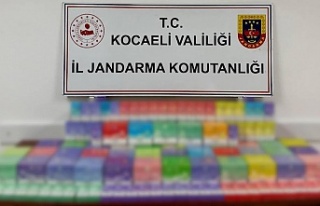 T.C.
KOCAELİ VALİLİĞİ
İL JANDARMA KOMUTANLIĞI